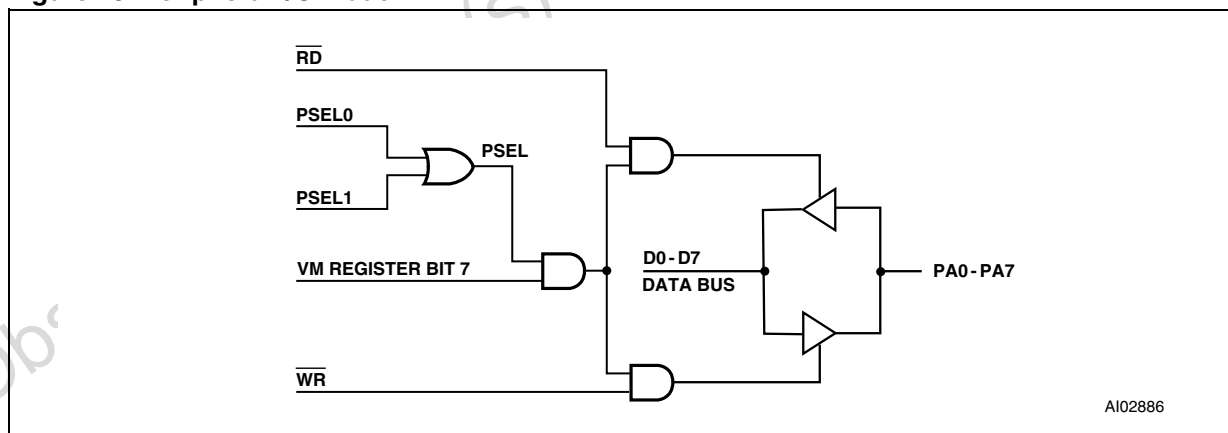 RD
PSEL0
PSEL
PSEL1
VM REGISTER BIT 7
D0-D7
DATA BUS
PA0-PA7
WR
AI02886